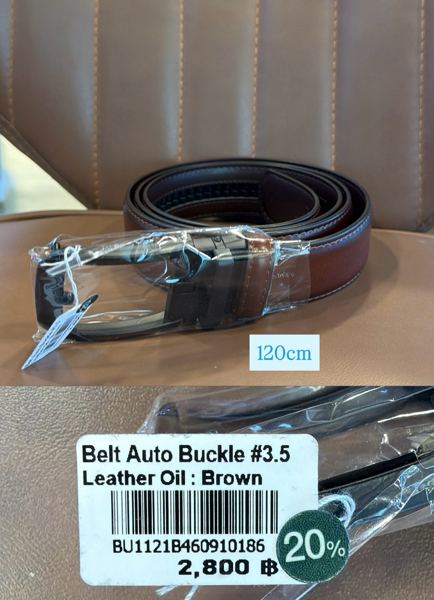 120cm
Belt Auto Buckle #3.5
Leather Oil : Brown
BU1121B460910186
2,800 ฿
20%